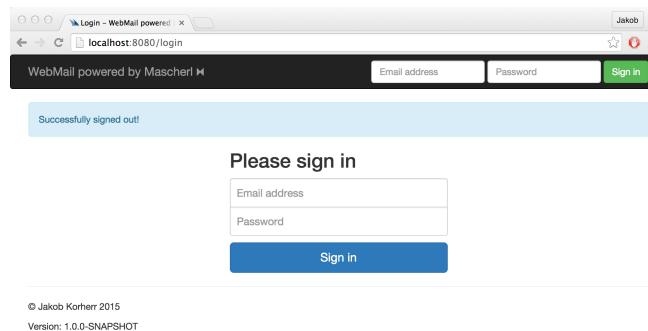 Login – WebMail powered
Jakob
localhost:8080/login
WebMail powered by Mascherl
Email address
Password
Sign in
Successfully signed out!
Please sign in
Email address
Password
Sign in
© Jakob Korherr 2015
Version: 1.0.0-SNAPSHOT